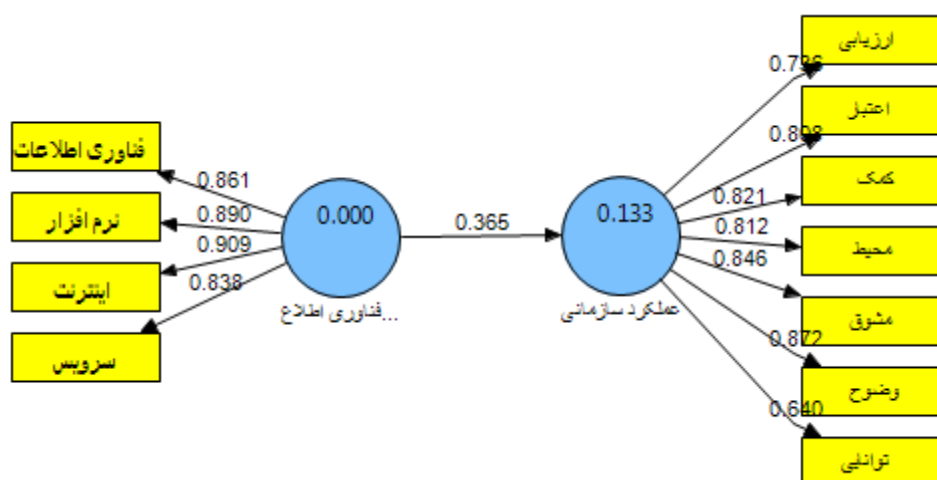 فناوری اطلاعات
نرم افزار
اینترنت
سرویس
0.861
0.890
0.909
0.838
0.000
فناوری اطلاع...
0.365
0.133
عملکرد سازمانی
0.736
0.808
0.821
0.812
0.846
0.872
0.640
ارزیابی
اعتبار
کمک
محیط
مشوق
وضوح
توانایی